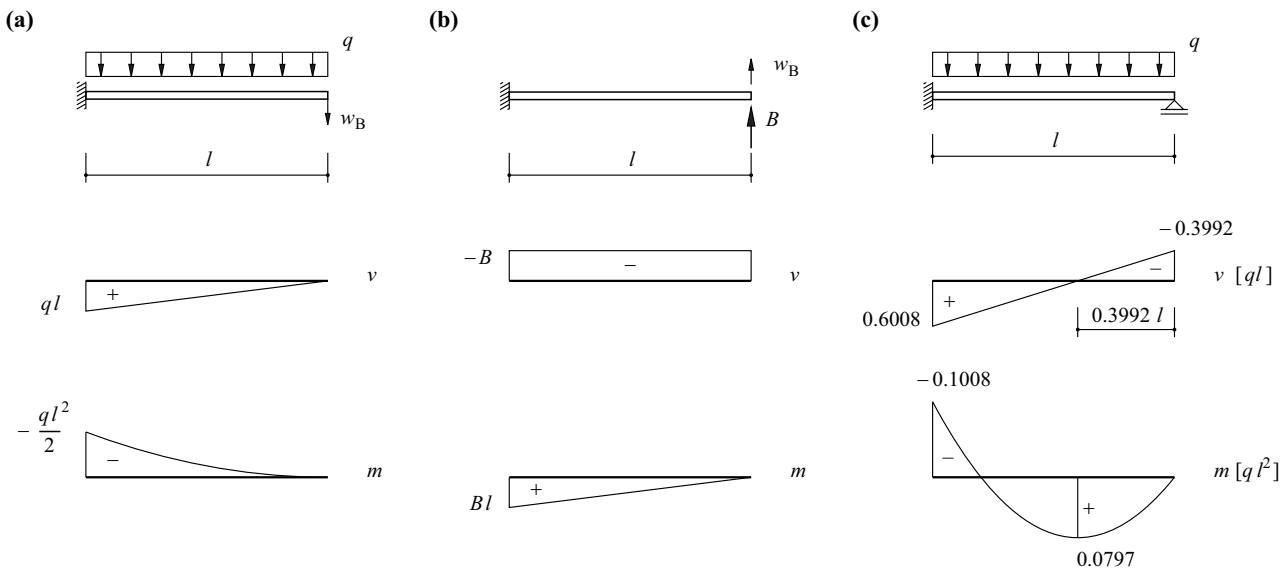 (a)
q
w_B
l
ql
+
v
− ql²/2
−
m
(b)
w_B
B
l
−B
−
v
Bl
+
m
(c)
q
l
−0.3992
−
v [ql]
+
0.6008
0.3992 l
−0.1008
−
m [ql²]
+
0.0797